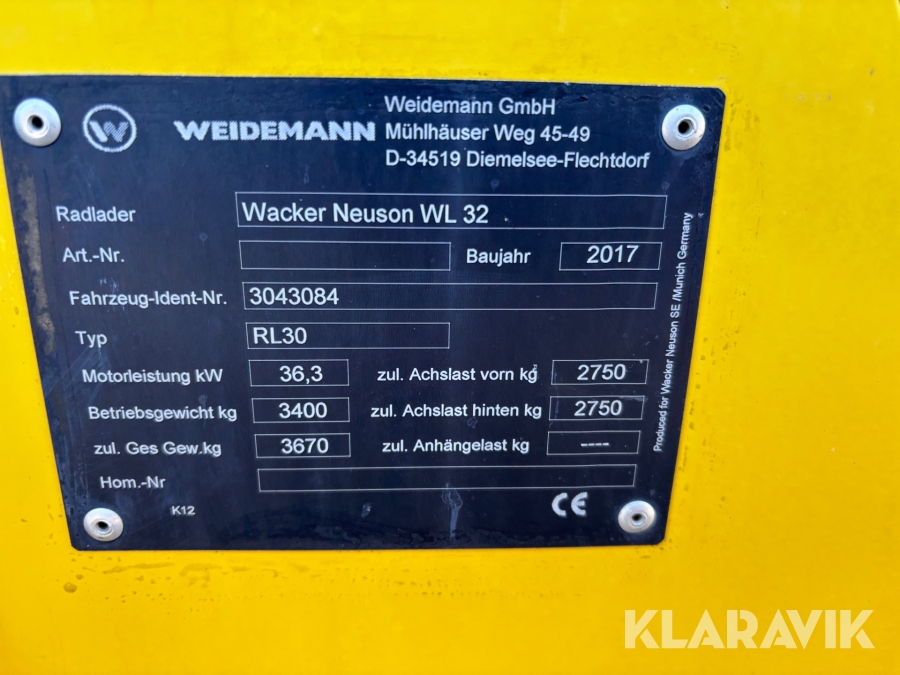 W WEIDEMANN
Weidemann GmbH
Mühlhäuser Weg 45-49
D-34519 Diemelsee-Flechtdorf
Radlader Wacker Neuson WL 32
Art.-Nr. Baujahr 2017
Fahrzeug-Ident-Nr. 3043084
Typ RL30
Motorleistung kW 36,3 zul. Achslast vorn kg 2750
Betriebsgewicht kg 3400 zul. Achslast hinten kg 2750
zul. Ges Gew.kg 3670 zul. Anhängelast kg ----
Hom.-Nr
K12 CE
Produced for Wacker Neuson SE /Munich Germany
KLARAVIK